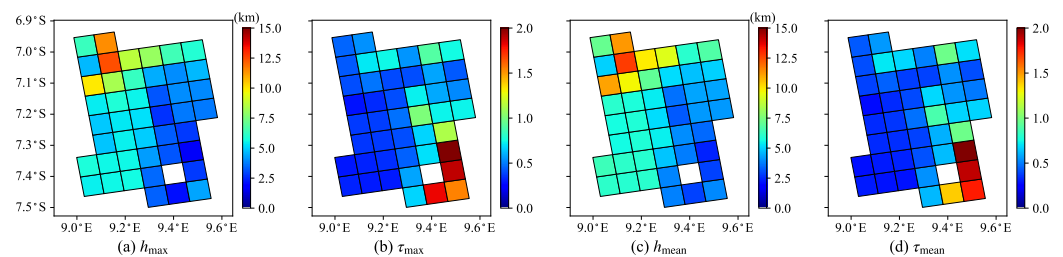 (km) (km)
6.9°S 15.0 2.0 15.0 2.0
7.0°S 12.5 12.5
7.1°S 10.0 1.5 10.0 1.5
7.2°S 7.5 1.0 7.5 1.0
7.3°S 5.0 0.5 5.0 0.5
7.4°S 2.5 2.5
7.5°S 0.0 0.0 0.0 0.0
9.0°E 9.2°E 9.4°E 9.6°E 9.0°E 9.2°E 9.4°E 9.6°E 9.0°E 9.2°E 9.4°E 9.6°E 9.0°E 9.2°E 9.4°E 9.6°E
(a) h_max (b) τ_max (c) h_mean (d) τ_mean